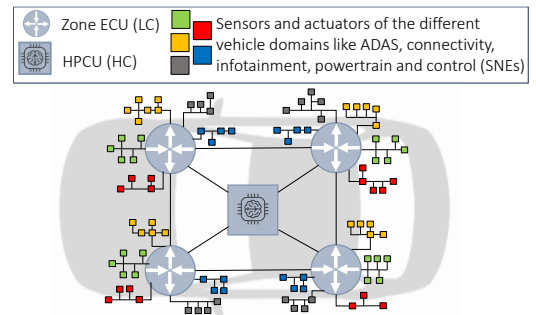 Zone ECU (LC)
HPCU (HC)
Sensors and actuators of the different
vehicle domains like ADAS, connectivity,
infotainment, powertrain and control (SNEs)